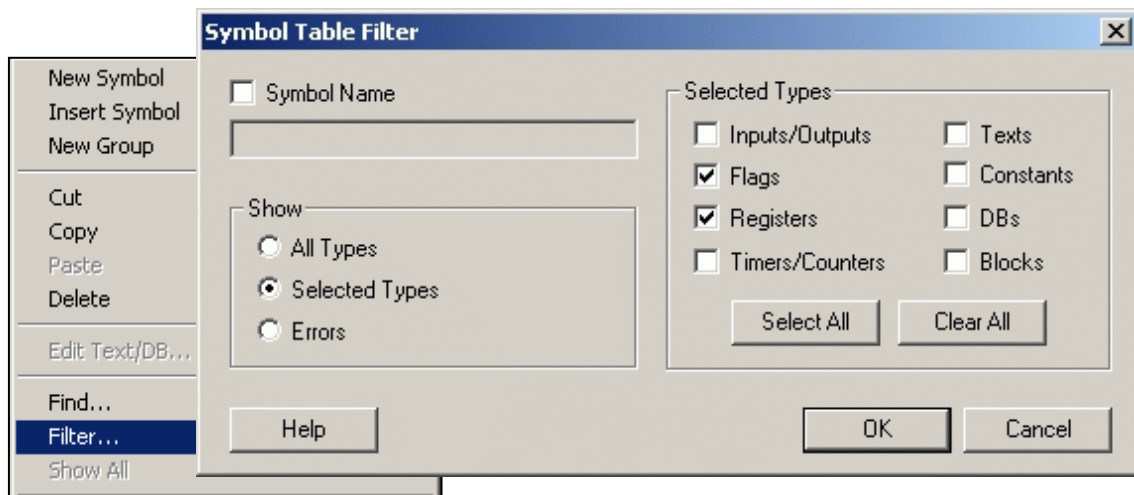 Symbol Table Filter
New Symbol
Insert Symbol
New Group
Cut
Copy
Paste
Delete
Edit Text/DB...
Find...
Filter...
Show All
Symbol Name
Show
All Types
Selected Types
Errors
Selected Types
Inputs/Outputs
Texts
Flags
Constants
Registers
DBs
Timers/Counters
Blocks
Select All
Clear All
Help
OK
Cancel